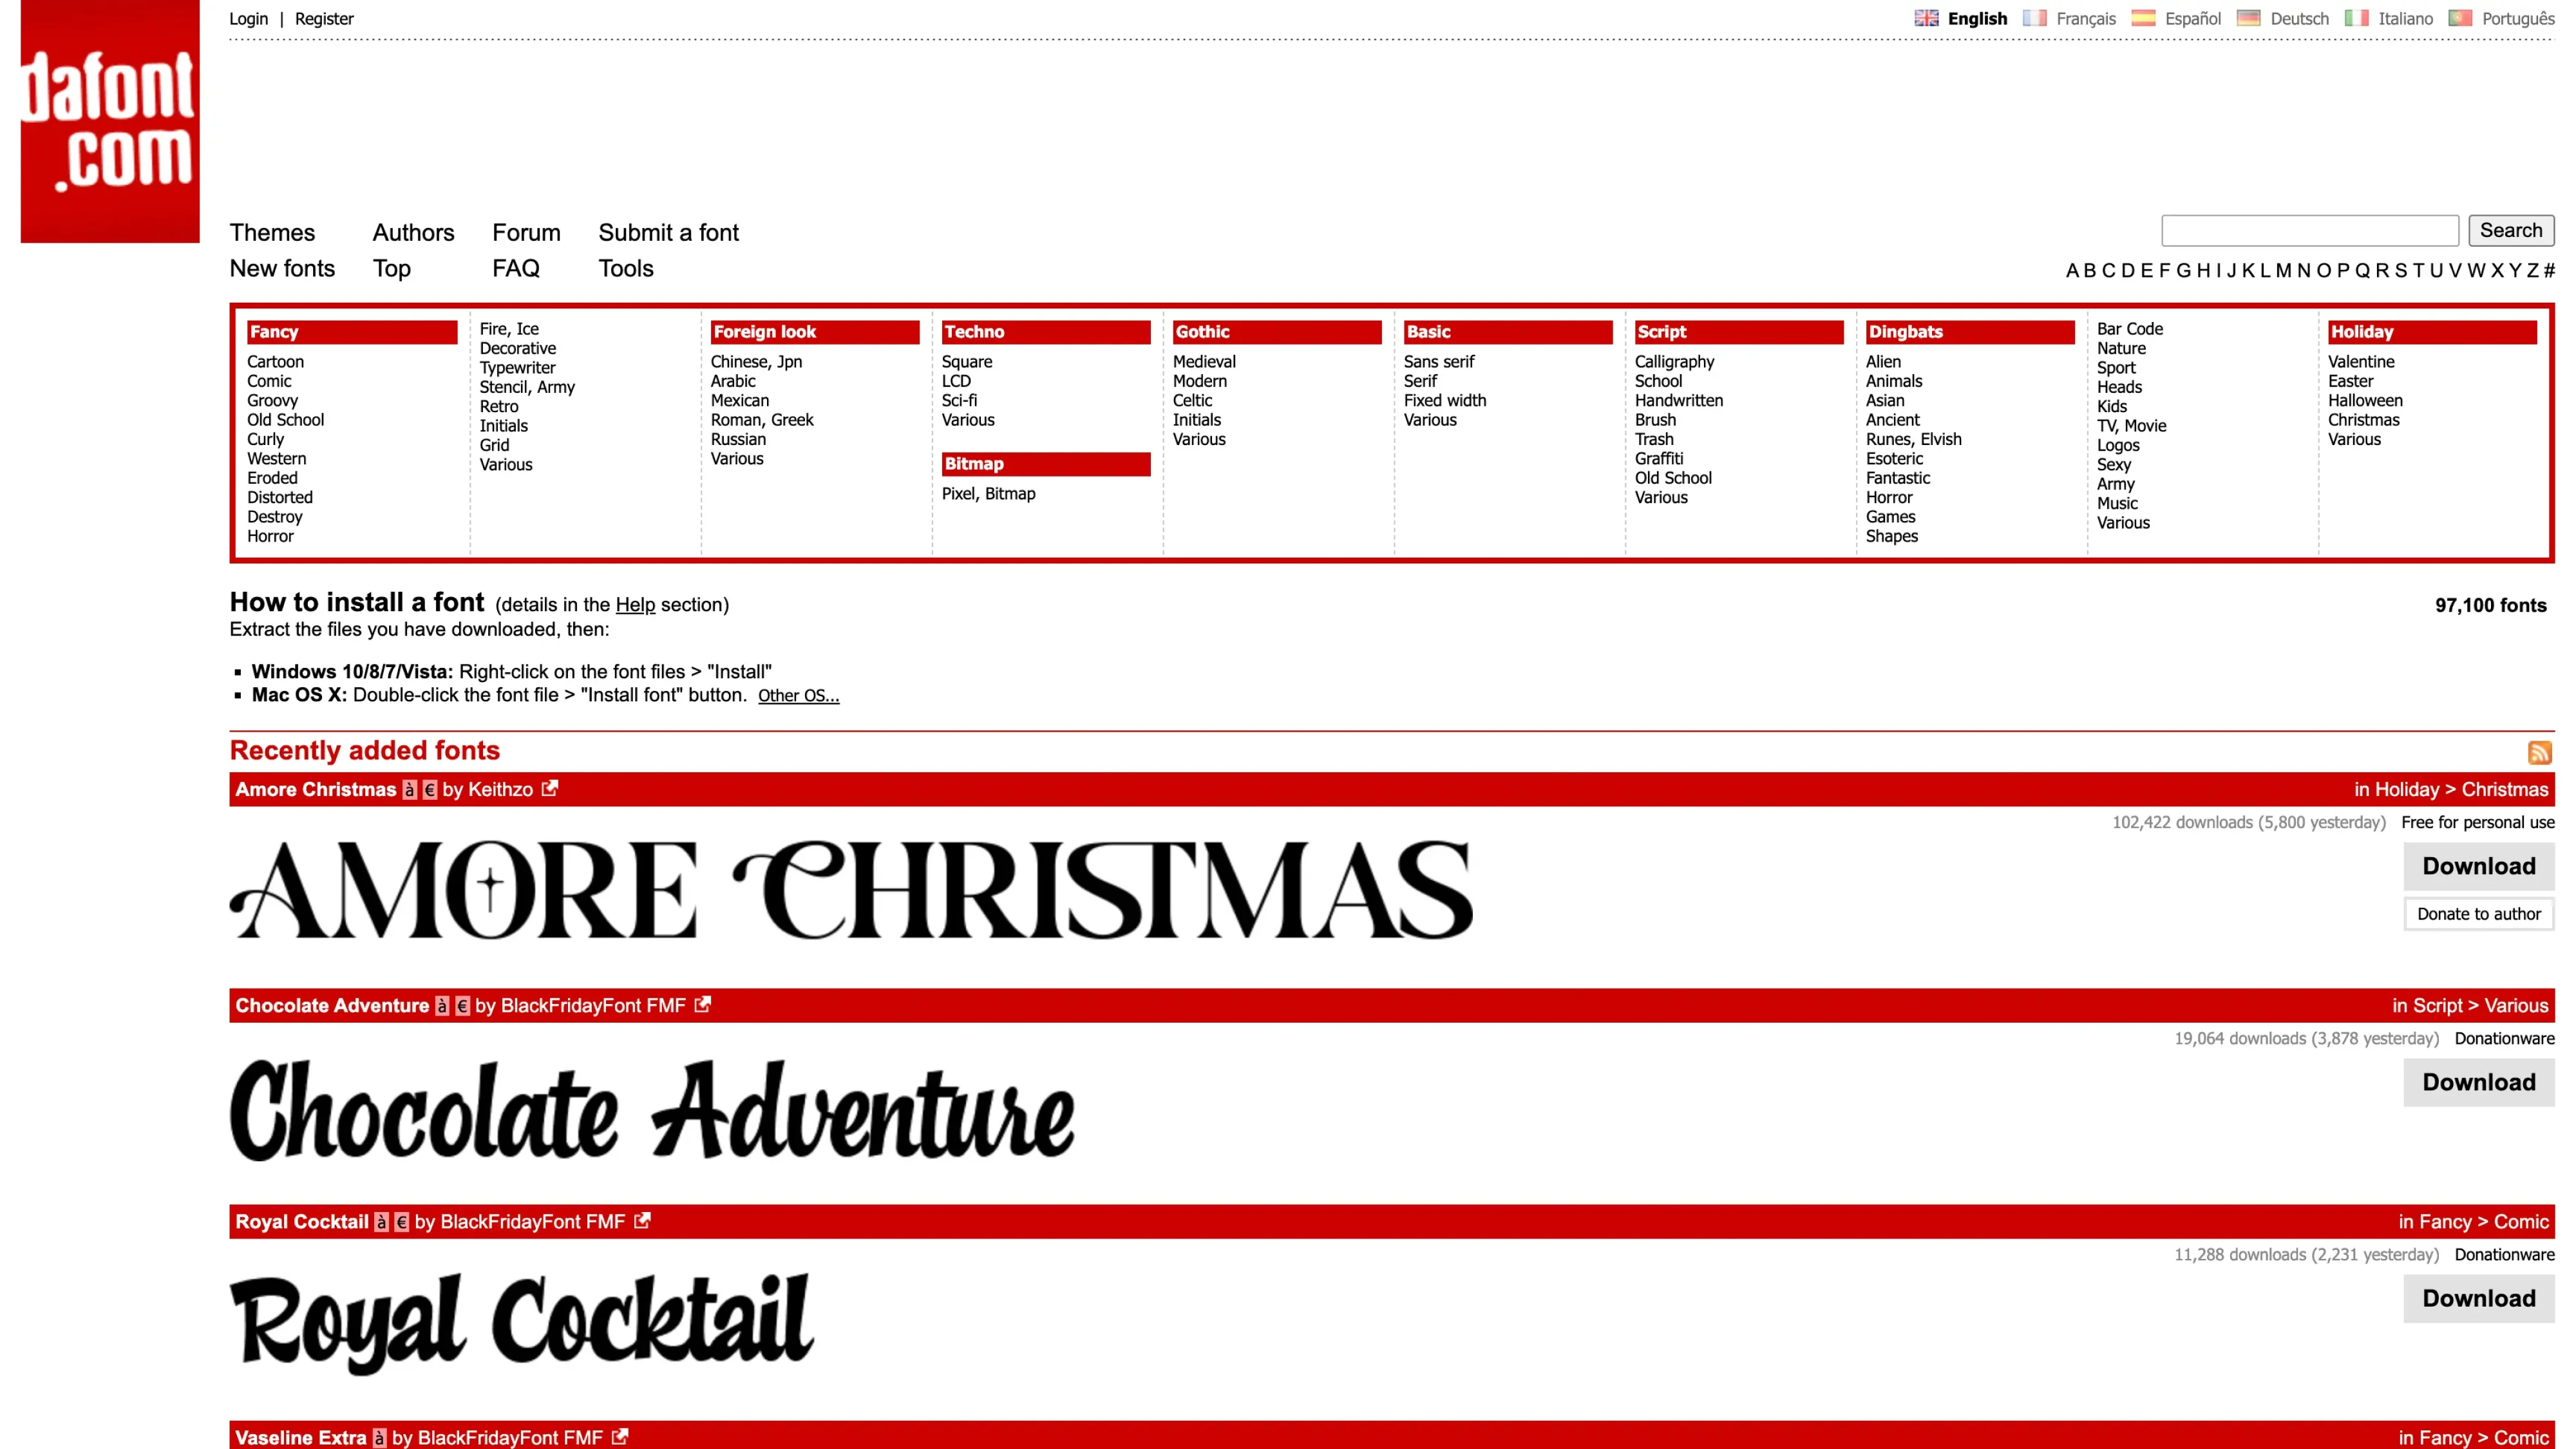 dafont
.com
Login | Register
English Français Español Deutsch Italiano Português
Themes Authors Forum Submit a font
New fonts Top FAQ Tools
Search
A B C D E F G H I J K L M N O P Q R S T U V W X Y Z #
Fancy
Cartoon
Comic
Groovy
Old School
Curly
Western
Eroded
Distorted
Destroy
Horror
Fire, Ice
Decorative
Typewriter
Stencil, Army
Retro
Initials
Grid
Various
Foreign look
Chinese, Jpn
Arabic
Mexican
Roman, Greek
Russian
Various
Techno
Square
LCD
Sci-fi
Various
Bitmap
Pixel, Bitmap
Gothic
Medieval
Modern
Celtic
Initials
Various
Basic
Sans serif
Serif
Fixed width
Various
Script
Calligraphy
School
Handwritten
Brush
Trash
Graffiti
Old School
Various
Dingbats
Alien
Animals
Asian
Ancient
Runes, Elvish
Esoteric
Fantastic
Horror
Games
Shapes
Bar Code
Nature
Sport
Heads
Kids
TV, Movie
Logos
Sexy
Army
Music
Various
Holiday
Valentine
Easter
Halloween
Christmas
Various
How to install a font (details in the Help section)
97,100 fonts
Extract the files you have downloaded, then:
▪ Windows 10/8/7/Vista: Right-click on the font files > "Install"
▪ Mac OS X: Double-click the font file > "Install font" button. Other OS...
Recently added fonts
Amore Christmas à € by Keithzo
in Holiday > Christmas
102,422 downloads (5,800 yesterday) Free for personal use
AMORE CHRISTMAS
Download
Donate to author
Chocolate Adventure à € by BlackFridayFont FMF
in Script > Various
19,064 downloads (3,878 yesterday) Donationware
Chocolate Adventure
Download
Royal Cocktail à € by BlackFridayFont FMF
in Fancy > Comic
11,288 downloads (2,231 yesterday) Donationware
Royal Cocktail
Download
Vaseline Extra à by BlackFridayFont FMF
in Fancy > Comic